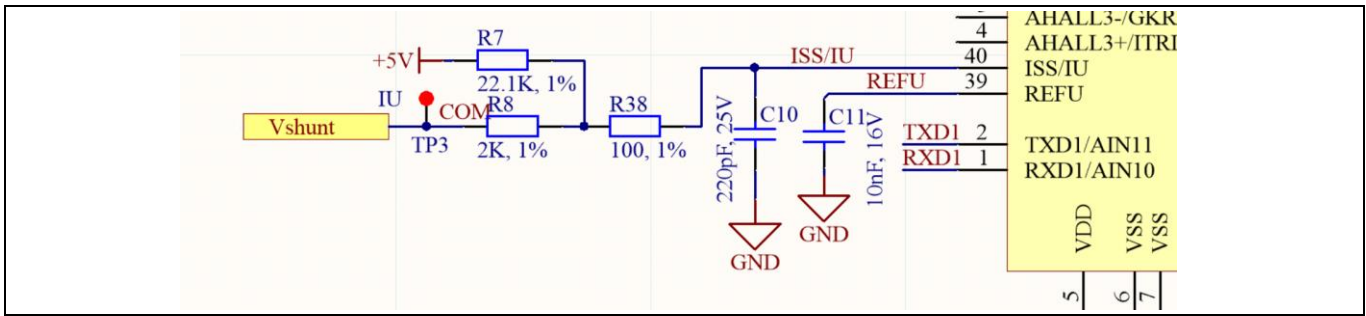 AHALL3-/GKR
4
AHALL3+/ITRI
R7
+5V
22.1K, 1%
ISS/IU
40
ISS/IU
REFU
39
REFU
IU
COM
R8
R38
Vshunt
TP3
2K, 1%
100, 1%
220pF, 25V
C10
C11
10nF, 16V
TXD1
2
TXD1/AIN11
RXD1
1
RXD1/AIN10
GND
GND
VDD
VSS
VSS
5
6
7